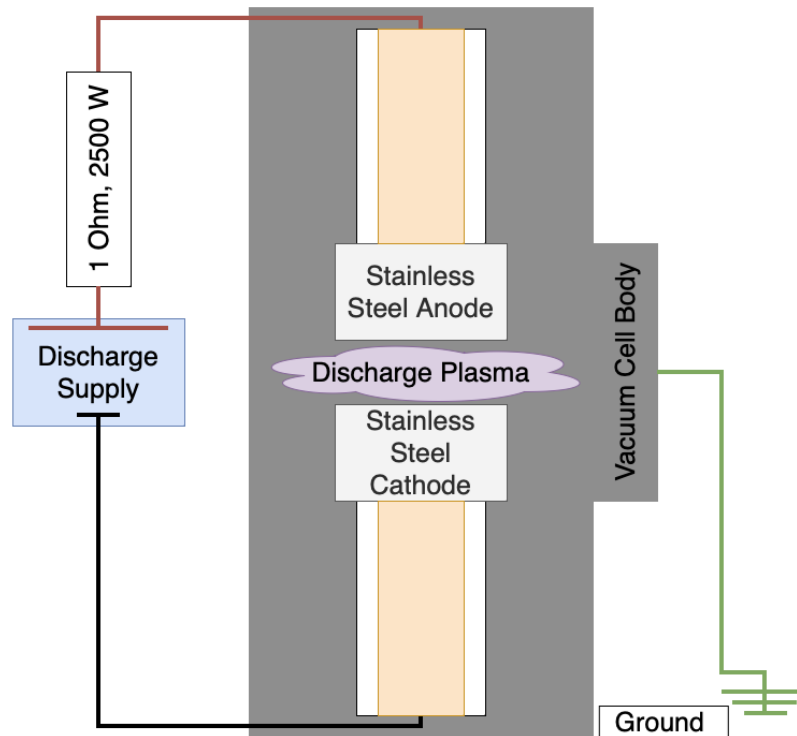 1 Ohm, 2500 W
Stainless
Steel Anode
Discharge
Supply
Discharge Plasma
Stainless
Steel
Cathode
Vacuum Cell Body
Ground